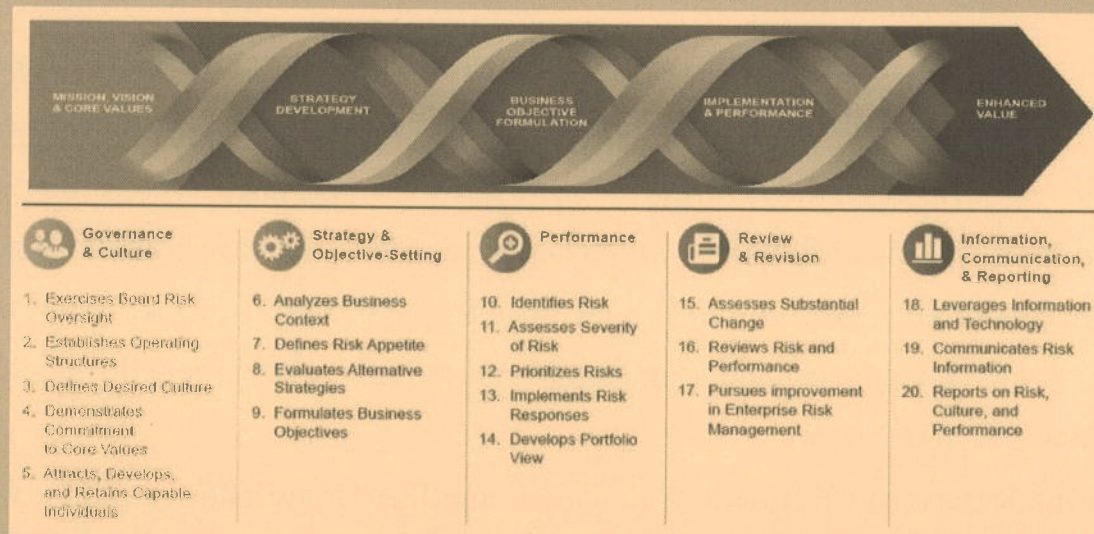 MISSION, VISION
& CORE VALUES
STRATEGY
DEVELOPMENT
BUSINESS
OBJECTIVE
FORMULATION
IMPLEMENTATION
& PERFORMANCE
ENHANCED
VALUE
Governance
& Culture
1. Exercises Board Risk
Oversight
2. Establishes Operating
Structures
3. Defines Desired Culture
4. Demonstrates
Commitment
to Core Values
5. Attracts, Develops,
and Retains Capable
Individuals
Strategy &
Objective-Setting
6. Analyzes Business
Context
7. Defines Risk Appetite
8. Evaluates Alternative
Strategies
9. Formulates Business
Objectives
Performance
10. Identifies Risk
11. Assesses Severity
of Risk
12. Prioritizes Risks
13. Implements Risk
Responses
14. Develops Portfolio
View
Review
& Revision
15. Assesses Substantial
Change
16. Reviews Risk and
Performance
17. Pursues improvement
in Enterprise Risk
Management
Information,
Communication,
& Reporting
18. Leverages Information
and Technology
19. Communicates Risk
Information
20. Reports on Risk,
Culture, and
Performance